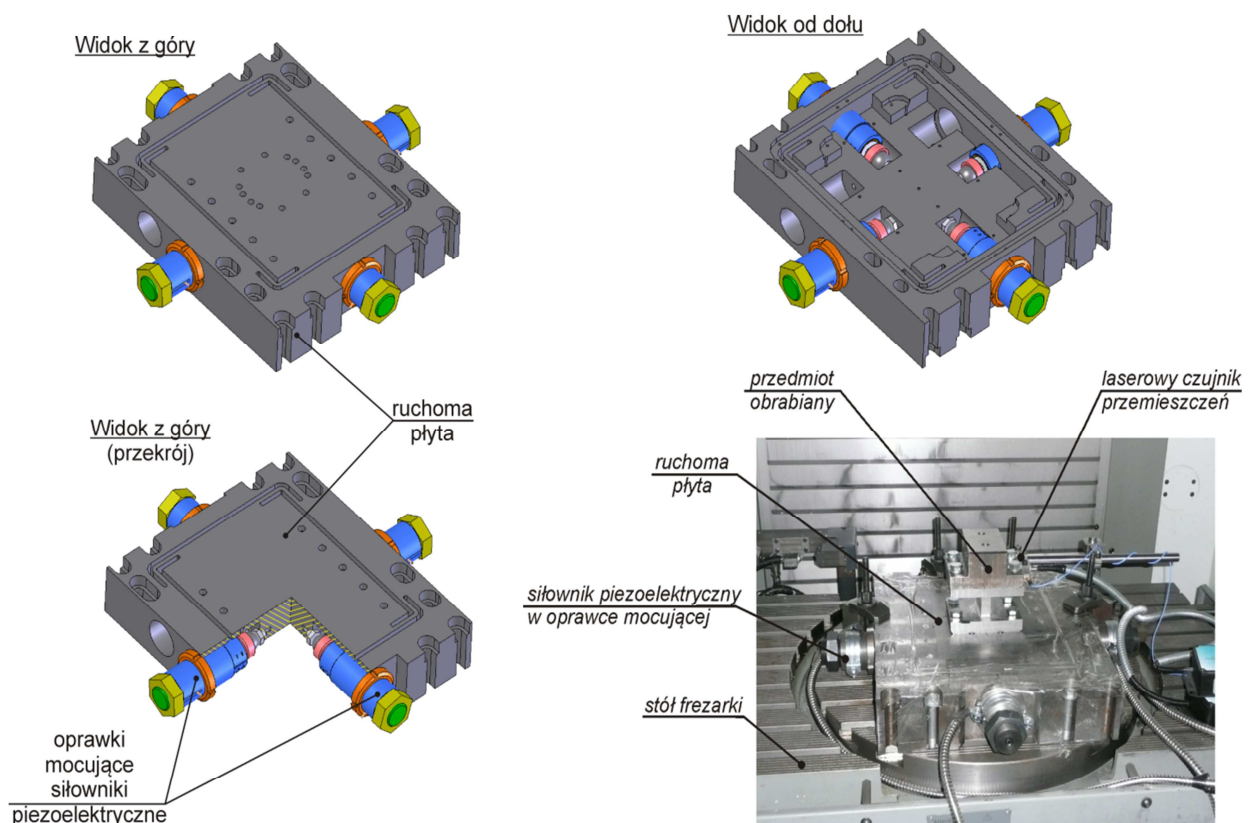 Widok z góry
Widok od dołu
ruchoma
płyta
Widok z góry
(przekrój)
oprawki
mocujące
siłowniki
piezoelektryczne
przedmiot
obrabiany
laserowy czujnik
przemieszczeń
ruchoma
płyta
siłownik piezoelektryczny
w oprawce mocującej
stół frezarki